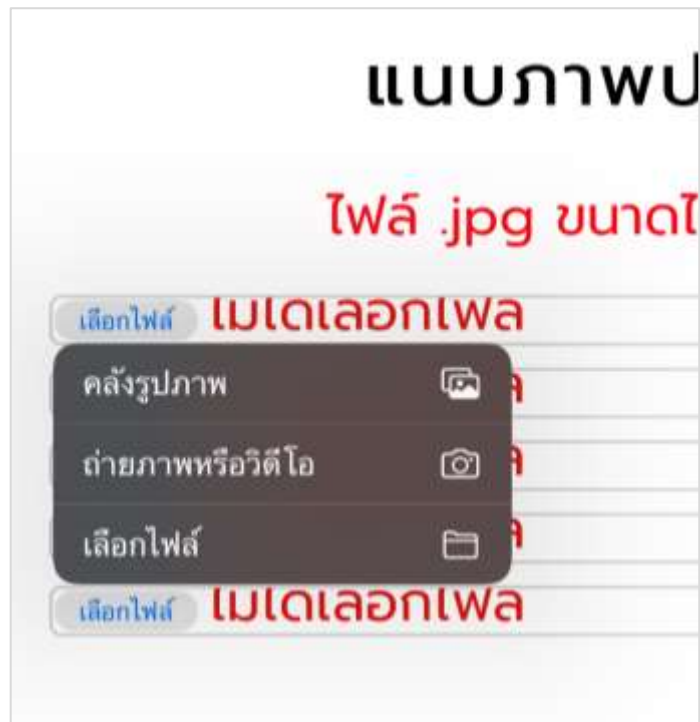 แนบภาพป
ไฟล์ .jpg ขนาดไ
เลือกไฟล์ ไม่ได้เลือกไฟล์
คลังรูปภาพ
ล
ถ่ายภาพหรือวิดีโอ
ล
เลือกไฟล์
ล
เลือกไฟล์ ไม่ได้เลือกไฟล์